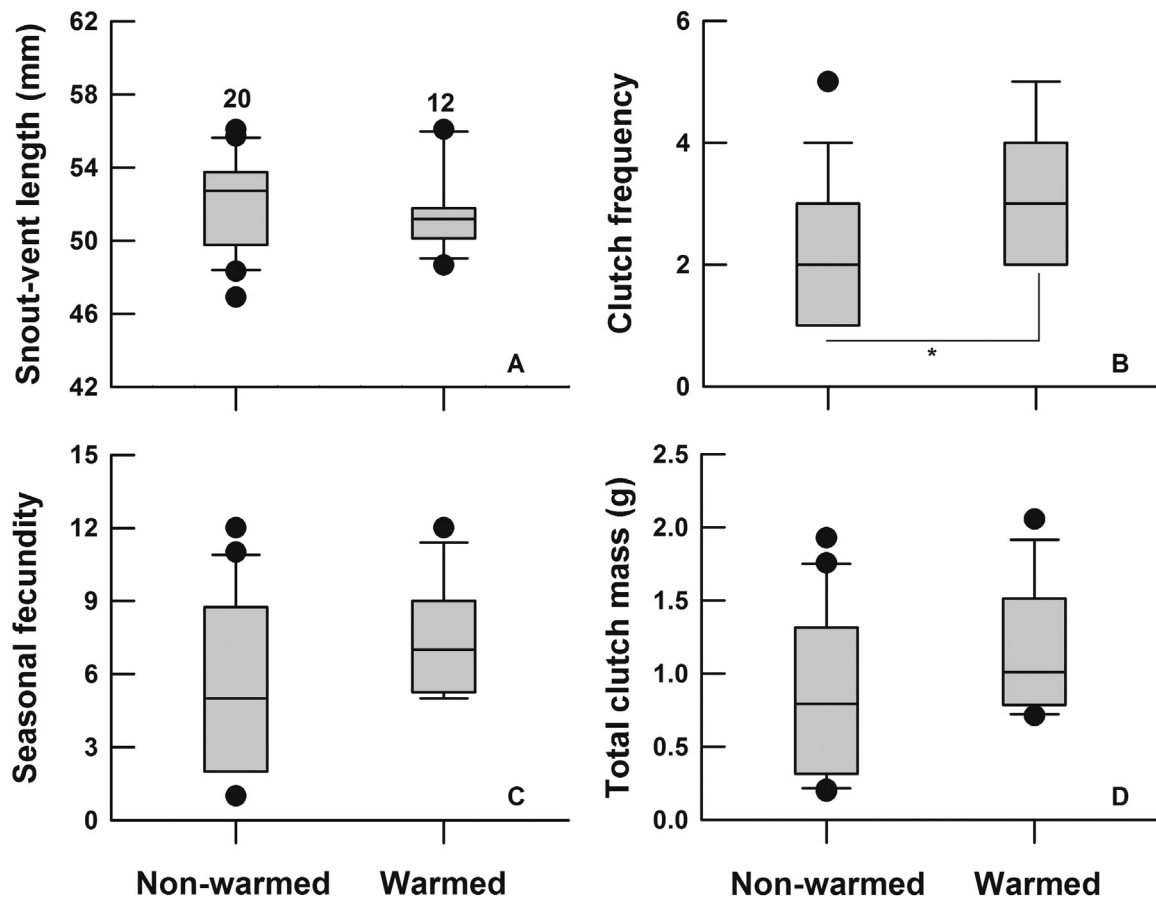 Snout-vent length (mm)
62
58
54
50
46
42
20
12
A
Clutch frequency
6
4
2
0
*
B
Seasonal fecundity
15
12
9
6
3
0
C
Non-warmed
Warmed
Total clutch mass (g)
2.5
2.0
1.5
1.0
0.5
0.0
D
Non-warmed
Warmed